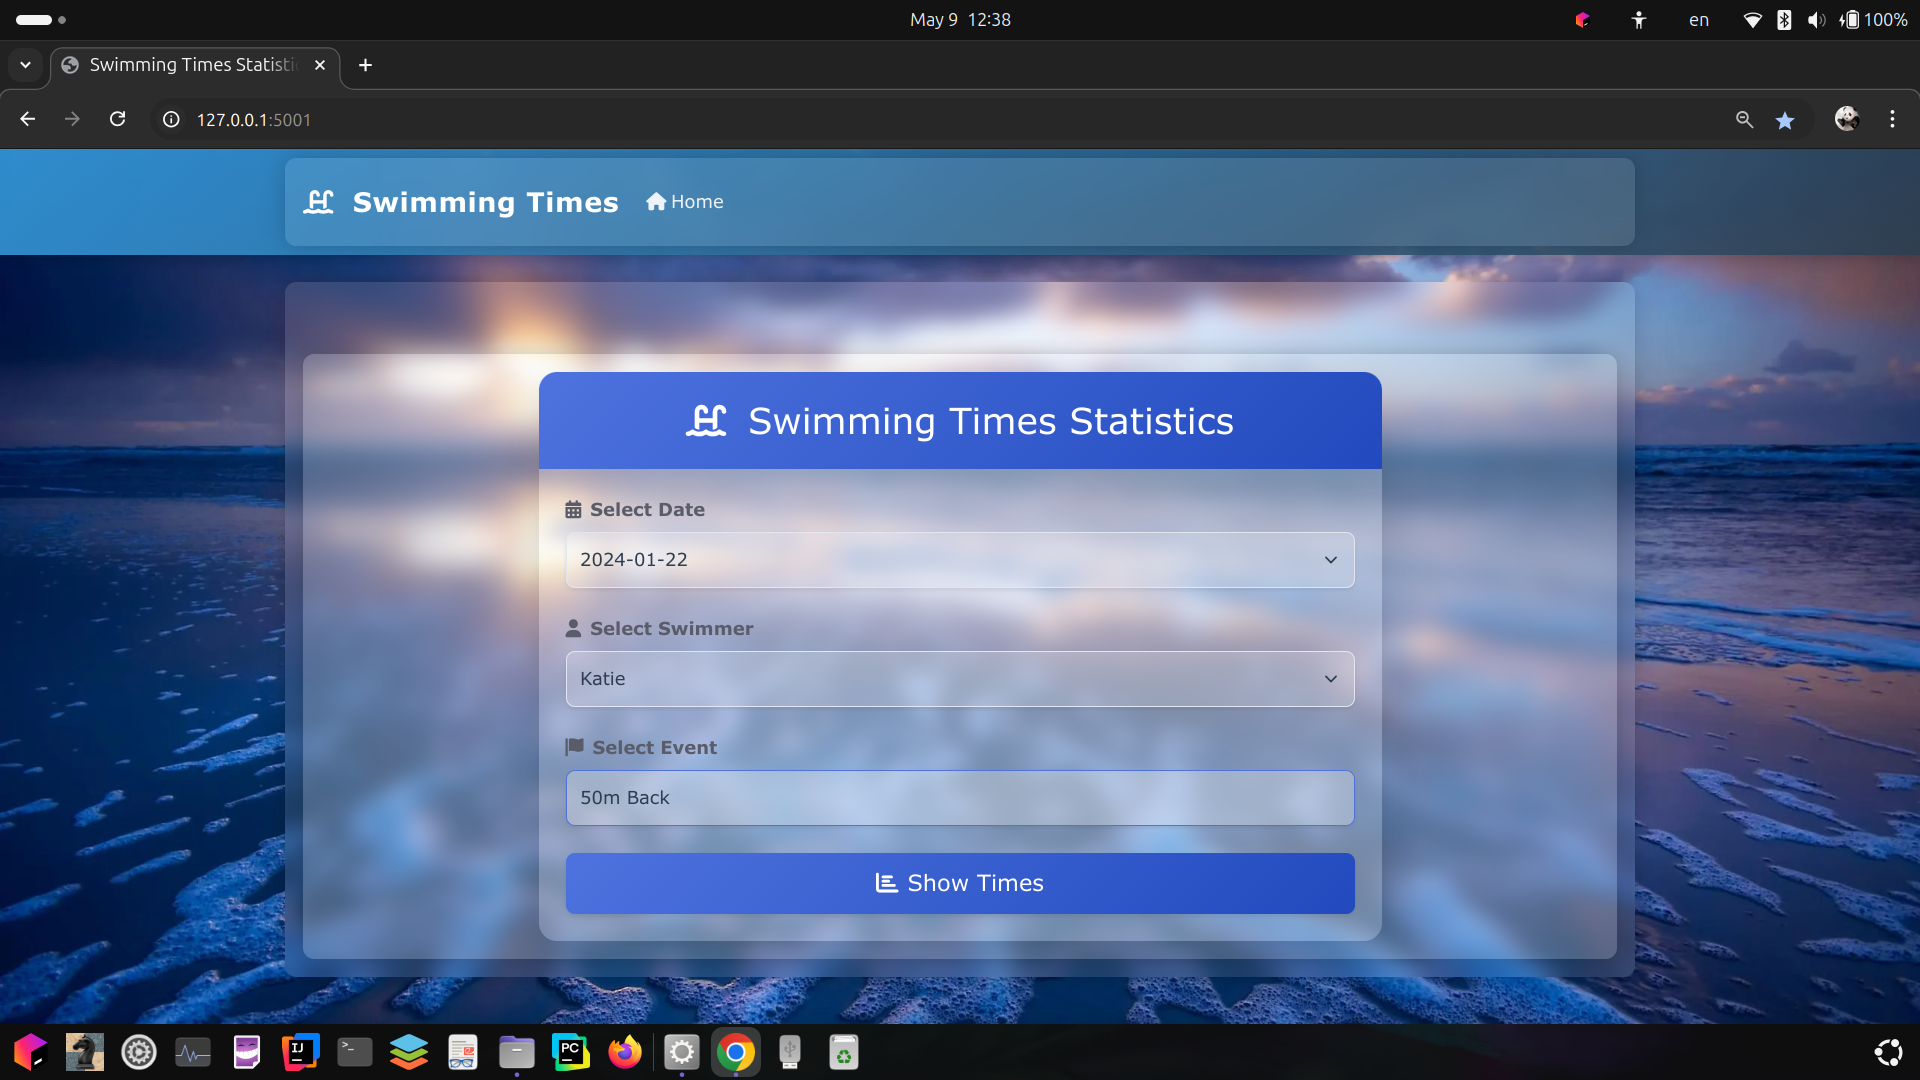 May 9 12:38
en
100%
Swimming Times Statisti
127.0.0.1:5001
Swimming Times
Home
Swimming Times Statistics
Select Date
2024-01-22
Select Swimmer
Katie
Select Event
50m Back
Show Times
IJ
>_
PC